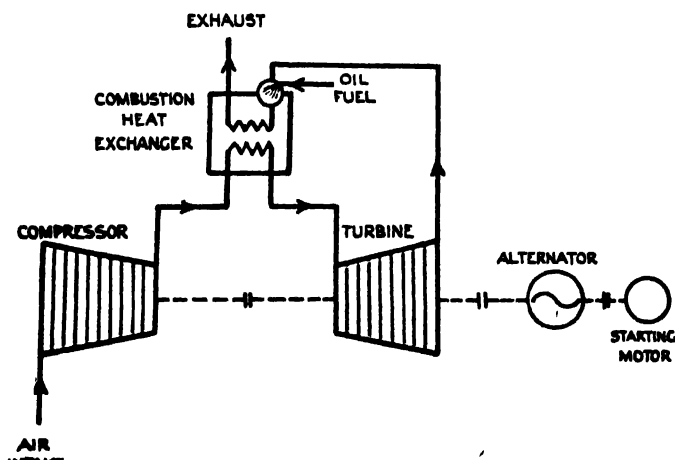 EXHAUST
OIL
FUEL
COMBUSTION
HEAT
EXCHANGER
COMPRESSOR
TURBINE
ALTERNATOR
STARTING
MOTOR
AIR